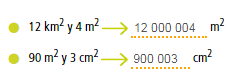 12 km² y 4 m² → 12 000 004 m²
90 m² y 3 cm² → 900 003 cm²